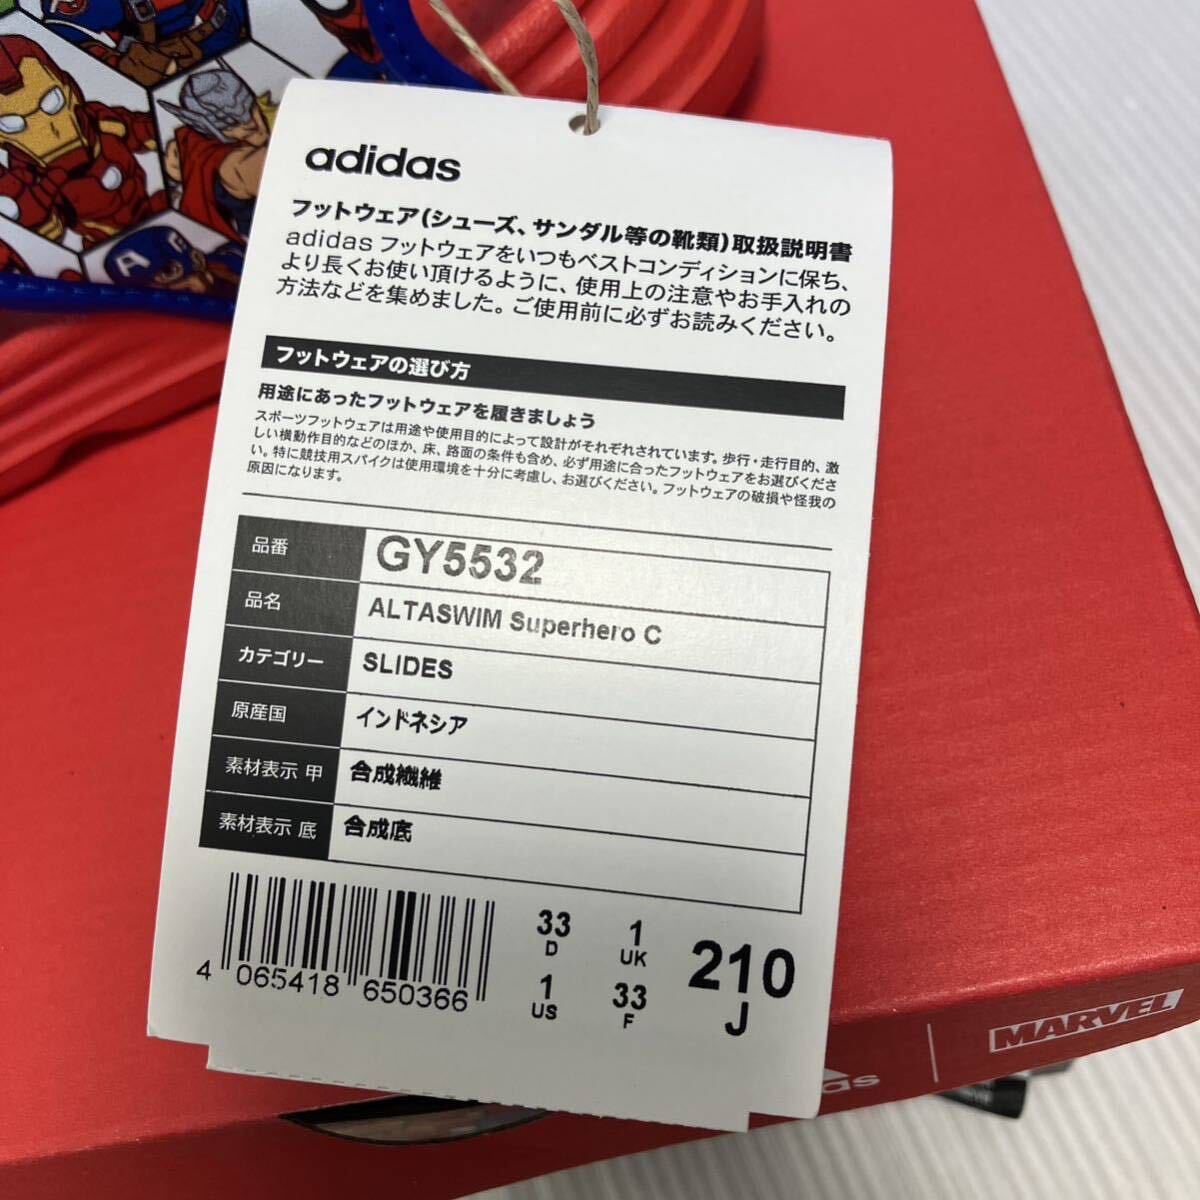 adidas
フットウェア(シューズ、サンダル等の靴類)取扱説明書
adidas フットウェアをいつもベストコンディションに保ち、
より長くお使い頂けるように、使用上の注意やお手入れの
方法などを集めました。ご使用前に必ずお読みください。
フットウェアの選び方
用途にあったフットウェアを履きましょう
スポーツフットウェアは用途や使用目的によって設計がそれぞれされています。歩行・走行目的、激
しい横動作目的などのほか、床、路面の条件も含め、必ず用途に合ったフットウェアをお選びくださ
い。特に競技用スパイクは使用環境を十分に考慮し、お選びください。フットウェアの破損や怪我の
原因になります。
品番 GY5532
品名 ALTASWIM Superhero C
カテゴリー SLIDES
原産国 インドネシア
素材表示 甲 合成繊維
素材表示 底 合成底
4 065418 650366
33 D 1 UK 210 J
1 US 33 F
das
MARVEL
A